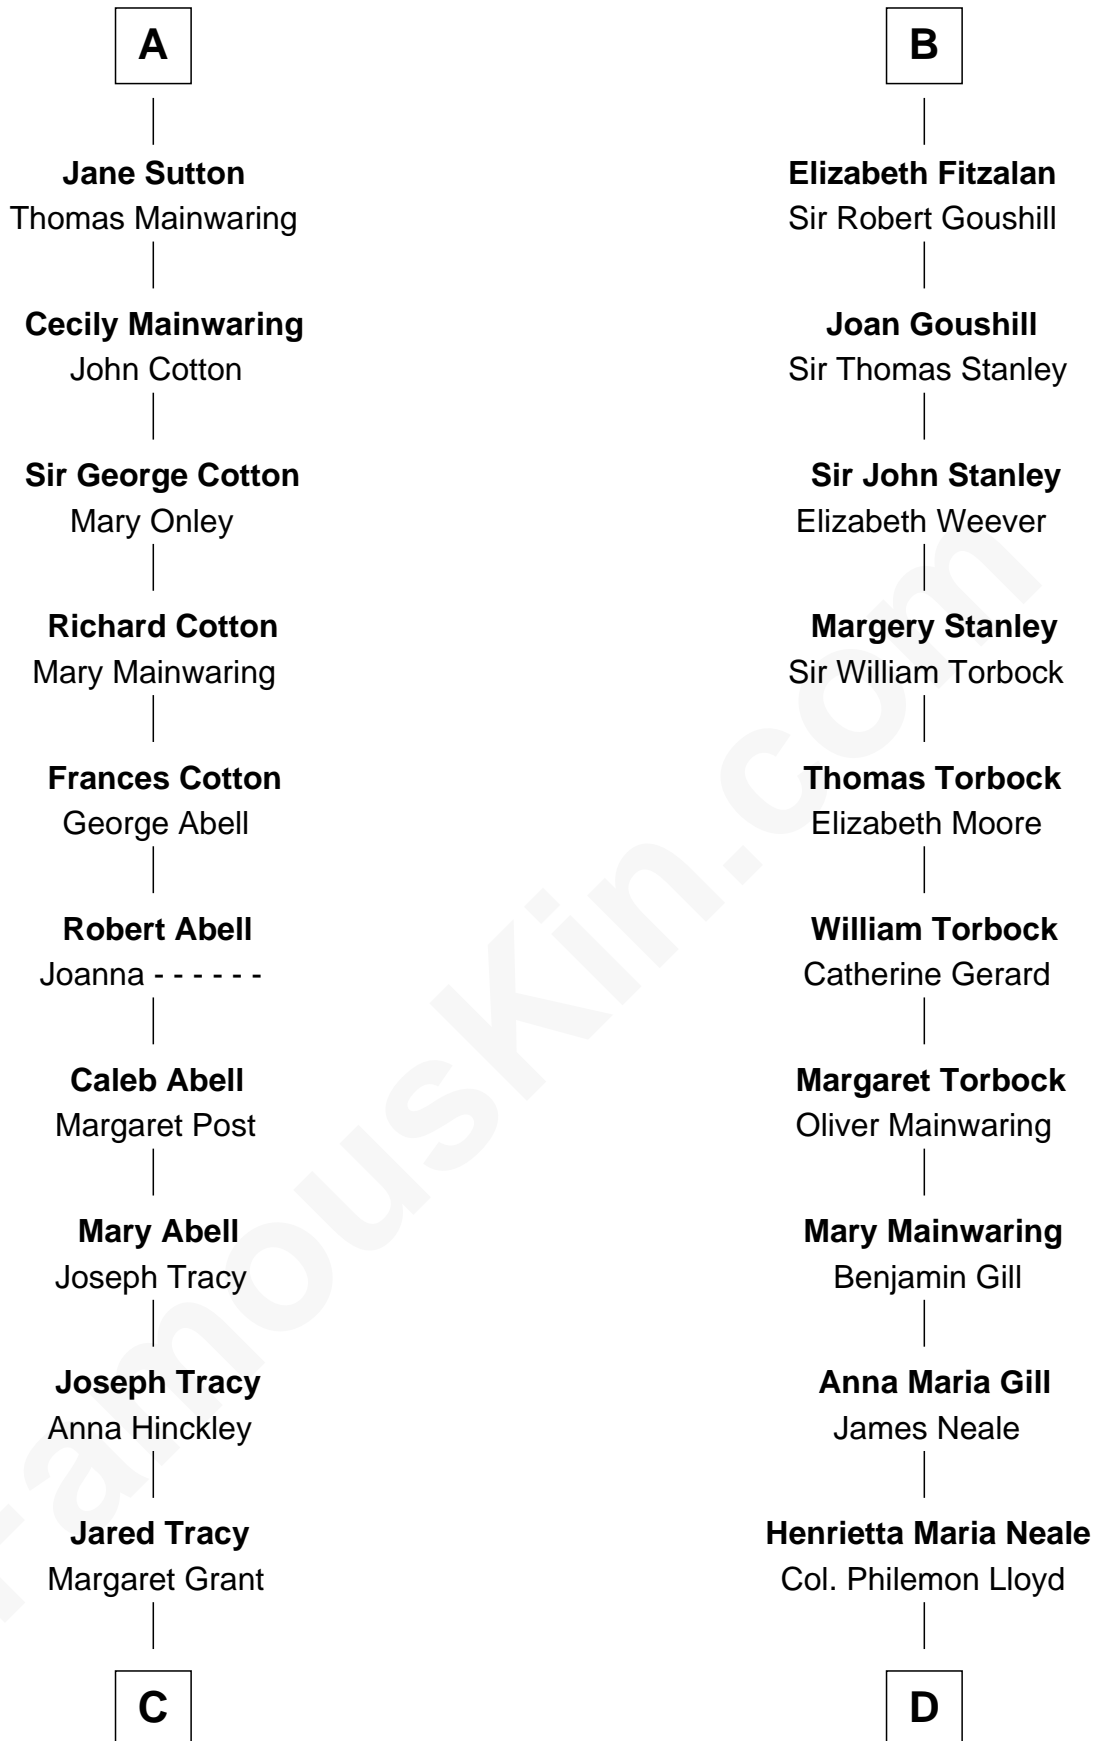 A
Jane Sutton
Thomas Mainwaring
Cecily Mainwaring
John Cotton
Sir George Cotton
Mary Onley
Richard Cotton
Mary Mainwaring
Frances Cotton
George Abell
Robert Abell
Joanna - - - - - -
Caleb Abell
Margaret Post
Mary Abell
Joseph Tracy
Joseph Tracy
Anna Hinckley
Jared Tracy
Margaret Grant
C
B
Elizabeth Fitzalan
Sir Robert Goushill
Joan Goushill
Sir Thomas Stanley
Sir John Stanley
Elizabeth Weever
Margery Stanley
Sir William Torbock
Thomas Torbock
Elizabeth Moore
William Torbock
Catherine Gerard
Margaret Torbock
Oliver Mainwaring
Mary Mainwaring
Benjamin Gill
Anna Maria Gill
James Neale
Henrietta Maria Neale
Col. Philemon Lloyd
D
FamousKin.com